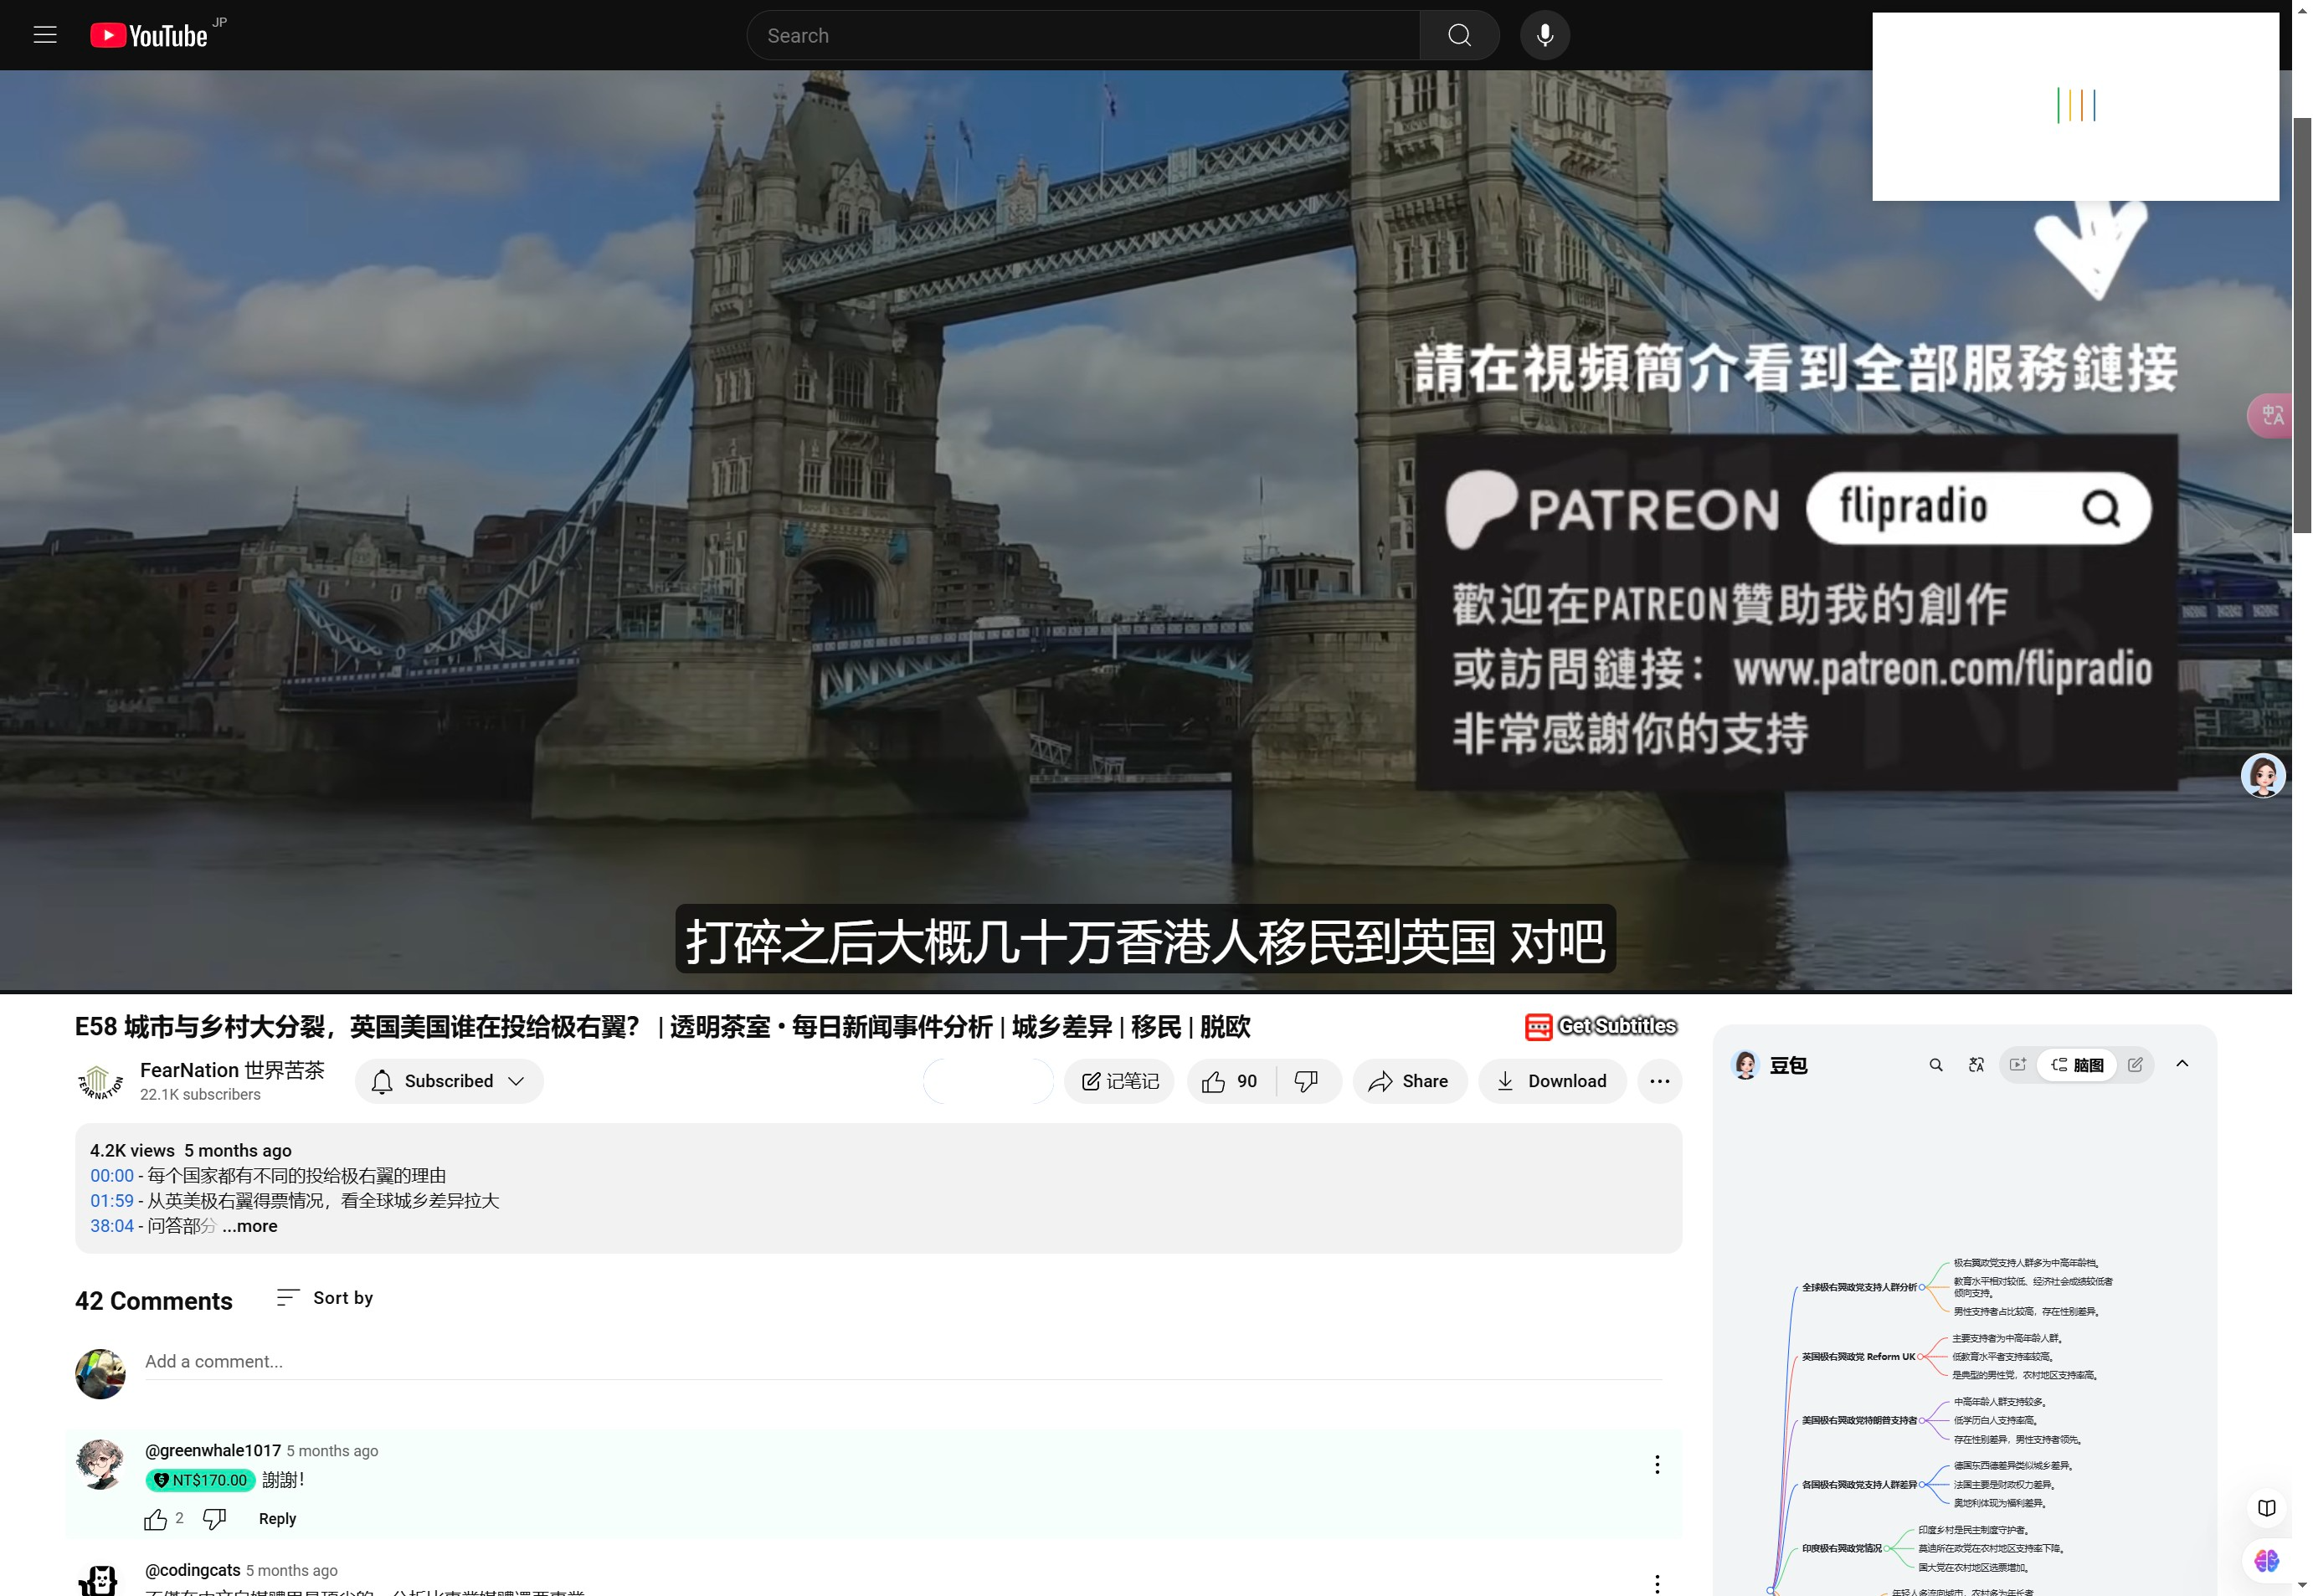 YouTube JP
Search
請在視頻簡介看到全部服務鏈接
PATREON flipradio
歡迎在PATREON贊助我的創作
或訪問鏈接：www.patreon.com/flipradio
非常感謝你的支持
打碎之后大概几十万香港人移民到英国 对吧
E58 城市与乡村大分裂，英国美国谁在投给极右翼？ | 透明茶室・每日新闻事件分析 | 城乡差异 | 移民 | 脱欧
Get Subtitles
FEARNATION
FearNation 世界苦茶
22.1K subscribers
Subscribed
记笔记
90
Share
Download
4.2K views 5 months ago
00:00 - 每个国家都有不同的投给极右翼的理由
01:59 - 从英美极右翼得票情况，看全球城乡差异拉大
38:04 - 问答部分 ...more
42 Comments
Sort by
Add a comment...
@greenwhale1017 5 months ago
NT$170.00 謝謝！
2
Reply
@codingcats 5 months ago
豆包
脑图
全球极右翼政党支持人群分析
极右翼政党支持人群多为中高年龄档。
教育水平相对较低、经济社会成绩较低者
倾向支持。
男性支持者占比较高，存在性别差异。
英国极右翼政党 Reform UK
主要支持者为中高年龄人群。
低教育水平者支持率较高。
是典型的男性党，农村地区支持率高。
美国极右翼政党特朗普支持者
中高年龄人群支持较多。
低学历白人支持率高。
存在性别差异，男性支持者领先。
各国极右翼政党支持人群差异
德国东西德差异类似城乡差异。
法国主要是财政权力差异。
奥地利体现为福利差异。
印度极右翼政党情况
印度乡村是民主制度守护者。
莫迪所在政党在农村地区支持率下降。
国大党在农村地区选票增加。
年轻人多流向城市，农村多为年长者